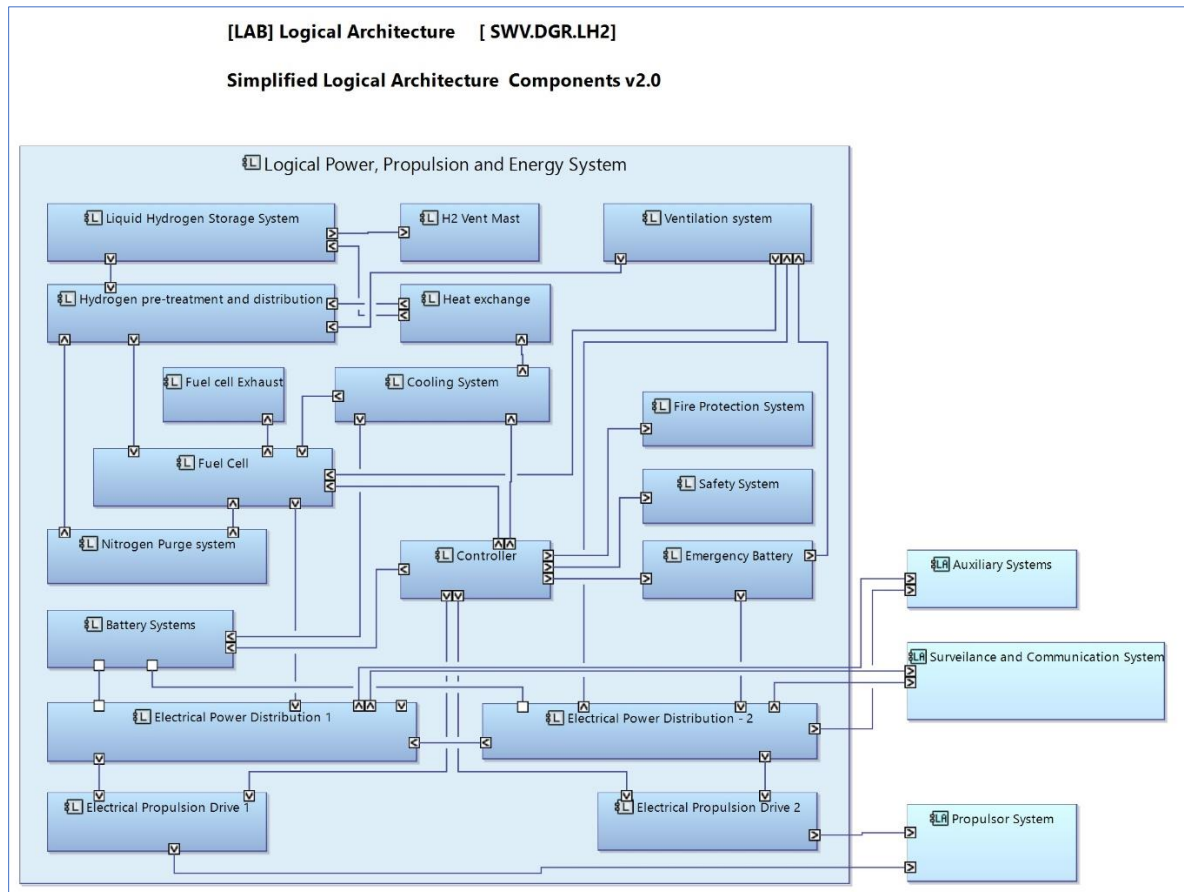 [LAB] Logical Architecture [ SWV.DGR.LH2]
Simplified Logical Architecture Components v2.0
Logical Power, Propulsion and Energy System
Liquid Hydrogen Storage System
H2 Vent Mast
Ventilation system
Hydrogen pre-treatment and distribution
Heat exchange
Fuel cell Exhaust
Cooling System
Fire Protection System
Fuel Cell
Safety System
Nitrogen Purge system
Controller
Emergency Battery
Auxiliary Systems
Battery Systems
Surveilance and Communication System
Electrical Power Distribution 1
Electrical Power Distribution - 2
Electrical Propulsion Drive 1
Electrical Propulsion Drive 2
Propulsor System